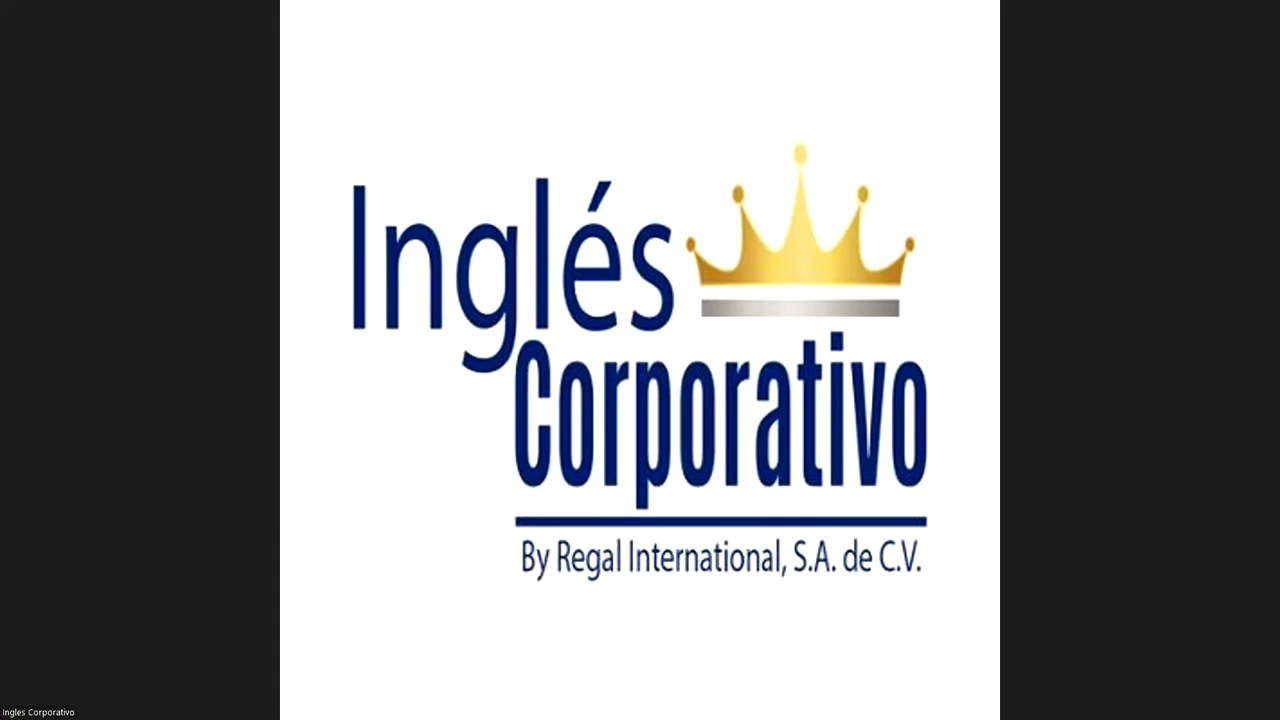 Inglés
Corporativo
By Regal International, S.A. de C.V.
Ingles Corporativo